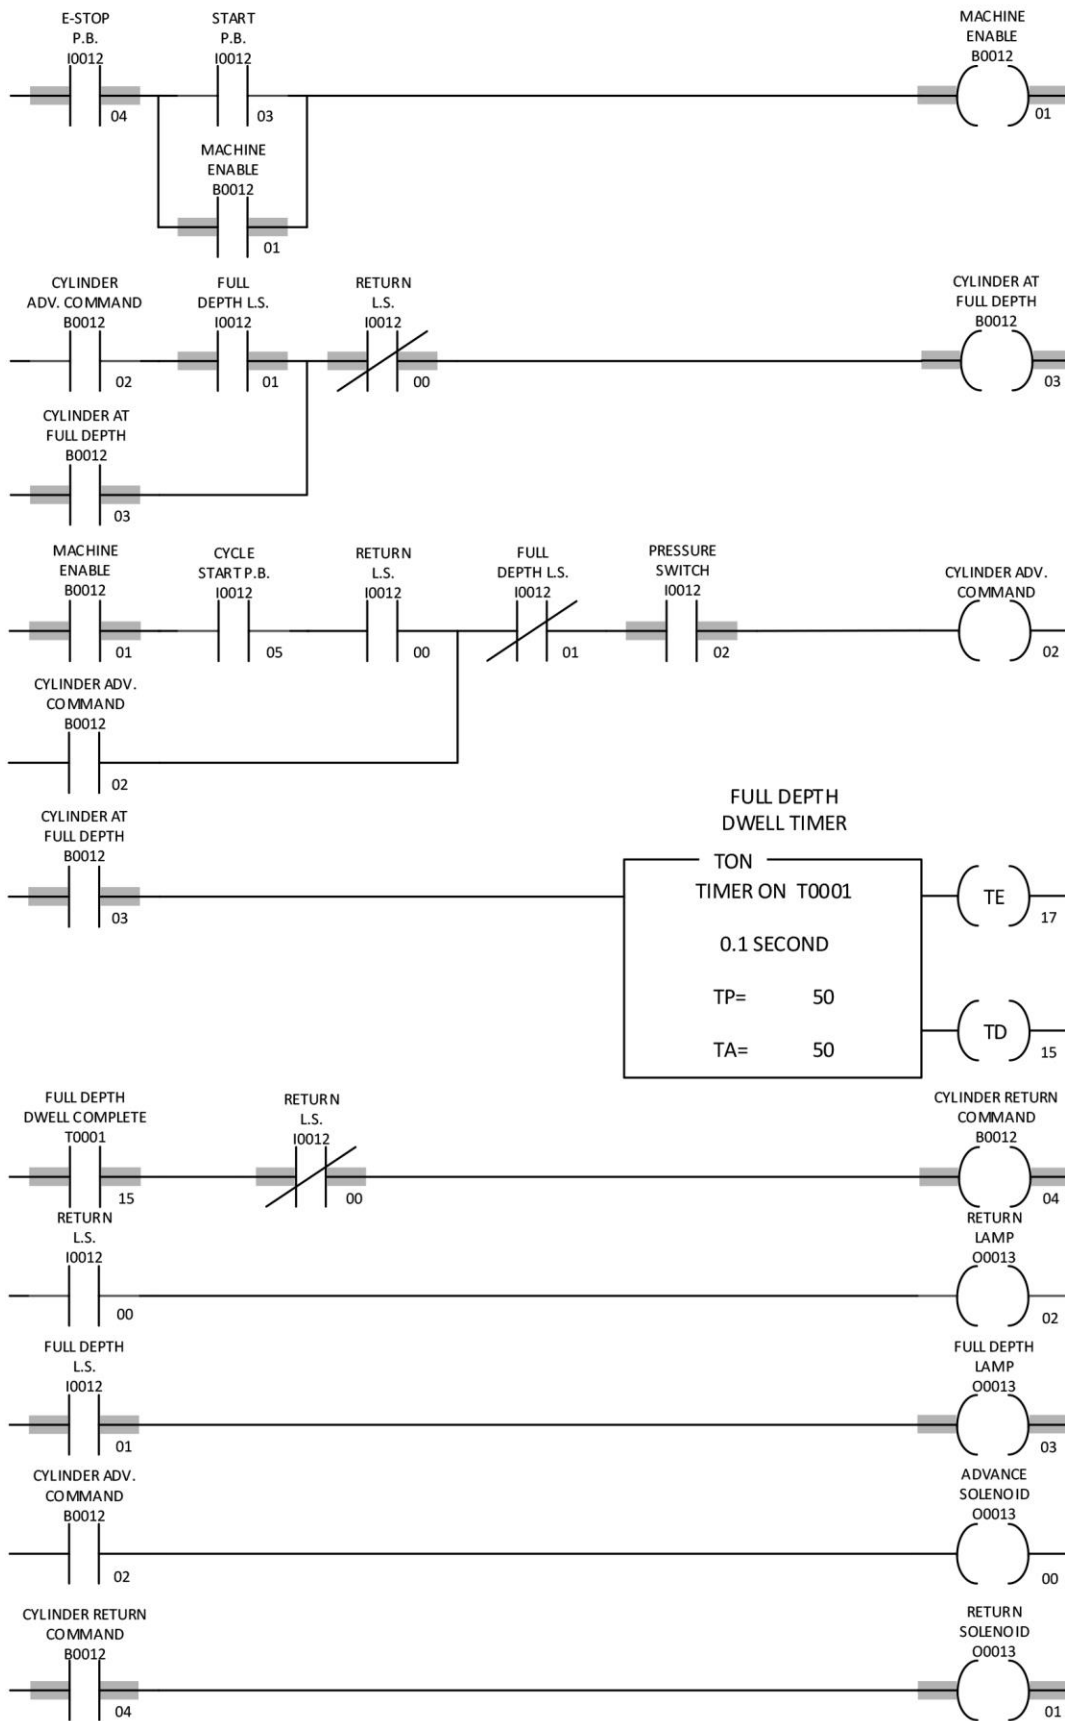 E-STOP
P.B.
I0012
04
START
P.B.
I0012
03
MACHINE
ENABLE
B0012
01
MACHINE
ENABLE
B0012
01
CYLINDER
ADV. COMMAND
B0012
02
FULL
DEPTH L.S.
I0012
01
RETURN
L.S.
I0012
00
CYLINDER AT
FULL DEPTH
B0012
03
CYLINDER AT
FULL DEPTH
B0012
03
MACHINE
ENABLE
B0012
01
CYCLE
START P.B.
I0012
05
RETURN
L.S.
I0012
00
FULL
DEPTH L.S.
I0012
01
PRESSURE
SWITCH
I0012
02
CYLINDER ADV.
COMMAND
02
CYLINDER ADV.
COMMAND
B0012
02
CYLINDER AT
FULL DEPTH
B0012
03
FULL DEPTH
DWELL TIMER
TON
TIMER ON T0001
0.1 SECOND
TP= 50
TA= 50
TE
17
TD
15
FULL DEPTH
DWELL COMPLETE
T0001
15
RETURN
L.S.
I0012
00
CYLINDER RETURN
COMMAND
B0012
04
RETURN
L.S.
I0012
00
RETURN
LAMP
O0013
02
FULL DEPTH
L.S.
I0012
01
FULL DEPTH
LAMP
O0013
03
CYLINDER ADV.
COMMAND
B0012
02
ADVANCE
SOLENOID
O0013
00
CYLINDER RETURN
COMMAND
B0012
04
RETURN
SOLENOID
O0013
01